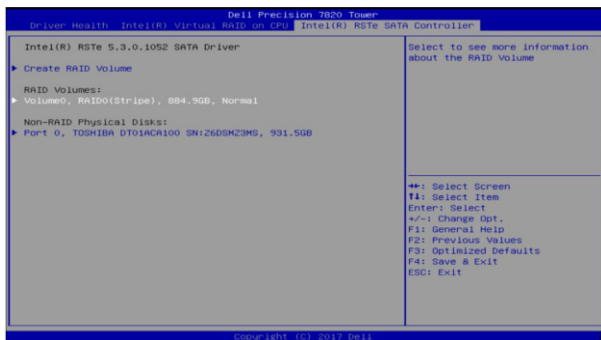 Dell Precision 7820 Tower
Driver Health Intel(R) Virtual RAID on CPU Intel(R) RSTe SATA Controller
Intel(R) RSTe 5.3.0.1052 SATA Driver
Create RAID Volume
RAID Volumes:
Volume0, RAID0(Stripe), 884.9GB, Normal
Non-RAID Physical Disks:
Port 0, TOSHIBA DT01ACA100 SN:26DSM23MS, 931.5GB
Select to see more information
about the RAID Volume
→←: Select Screen
↑↓: Select Item
Enter: Select
+/-: Change Opt.
F1: General Help
F2: Previous Values
F3: Optimized Defaults
F4: Save & Exit
ESC: Exit
Copyright (C) 2017 Dell